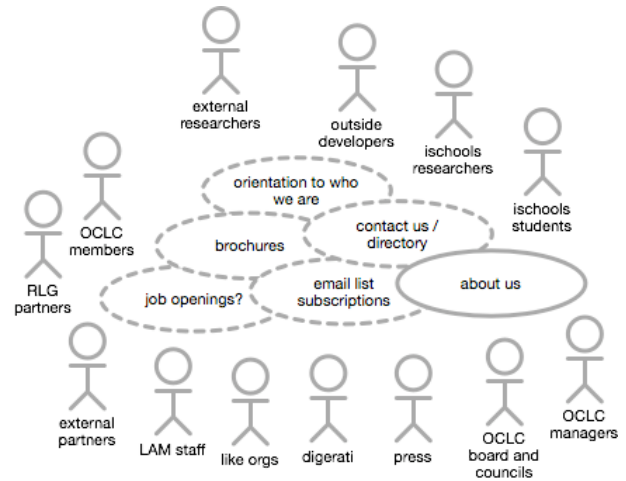 external
researchers
outside
developers
ischools
researchers
ischools
students
OCLC
members
RLG
partners
orientation to who
we are
brochures
contact us /
directory
job openings?
email list
subscriptions
about us
external
partners
LAM staff
like orgs
digerati
press
OCLC
board and
councils
OCLC
managers